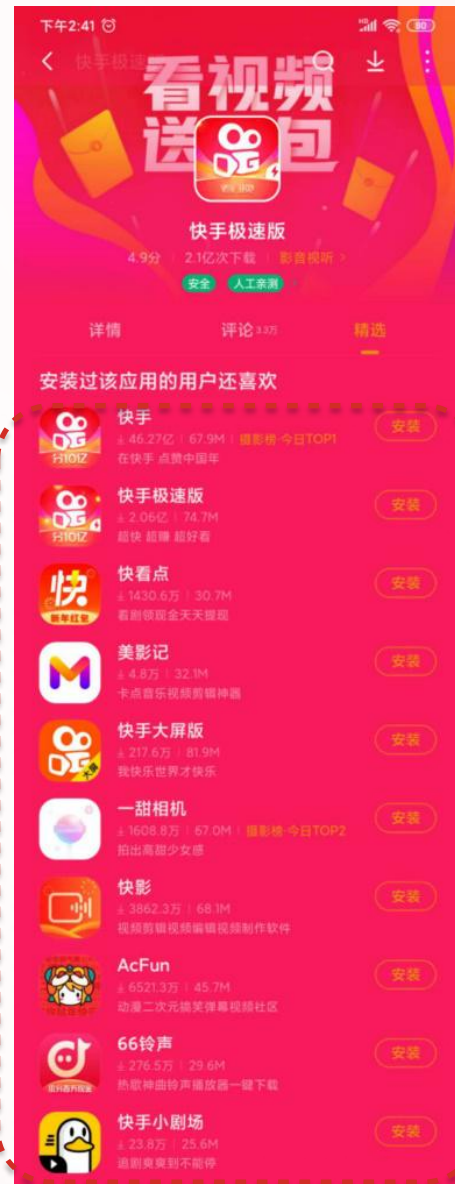 下午2:41
80
快手极速
看视频
送 包
快手极速版
4.9分 | 2.1亿次下载 | 影音视听 >
安全 人工亲测
详情 评论 精选
安装过该应用的用户还喜欢
快手
46.27亿 | 67.9M | 摄影榜·今日TOP1
在快手 点赞中国年
安装
快手极速版
2.06亿 | 74.7M
超快 超赚 超好看
安装
快看点
1430.6万 | 30.7M
看剧领现金天天提现
安装
快
新年红包
美影记
4.8万 | 32.1M
卡点音乐视频剪辑神器
安装
快手大屏版
217.6万 | 81.9M
我快乐世界才快乐
安装
一甜相机
1608.8万 | 67.0M | 摄影榜·今日TOP2
拍出高甜少女感
安装
快影
3862.3万 | 68.1M
视频剪辑视频编辑视频制作软件
安装
AcFun
6521.3万 | 45.7M
动漫二次元搞笑弹幕视频社区
安装
66铃声
276.5万 | 29.6M
热歌神曲铃声播放器一键下载
安装
快手小剧场
23.8万 | 25.6M
追剧爽爽到不能停
安装